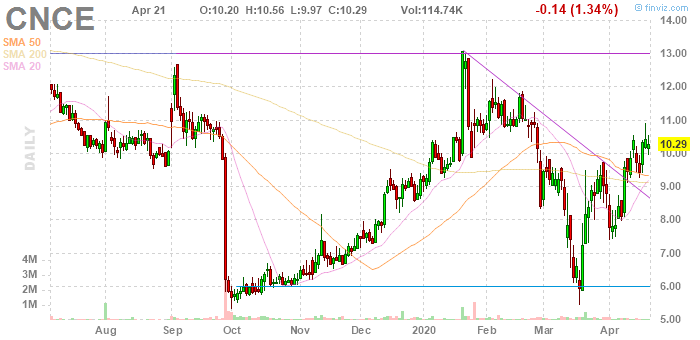 CNCE
Apr 21 O:10.20 H:10.56 L:9.97 C:10.29 Vol:114.74K -0.14 (1.34%)
© finviz.com
SMA 50
SMA 200
SMA 20
DAILY
14.00
13.00
12.00
11.00
10.29
10.00
9.00
8.00
7.00
6.00
5.00
4M
3M
2M
1M
Aug Sep Oct Nov Dec 2020 Feb Mar Apr